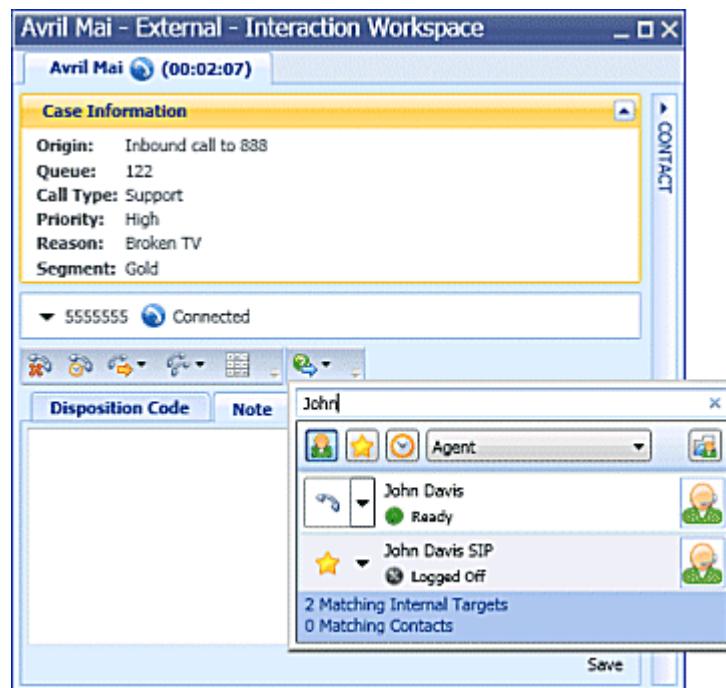 Avril Mai - External - Interaction Workspace
Avril Mai (00:02:07)
Case Information
Origin: Inbound call to 888
Queue: 122
Call Type: Support
Priority: High
Reason: Broken TV
Segment: Gold
CONTACT
5555555 Connected
Disposition Code Note
John
Agent
John Davis
Ready
John Davis SIP
Logged Off
2 Matching Internal Targets
0 Matching Contacts
Save